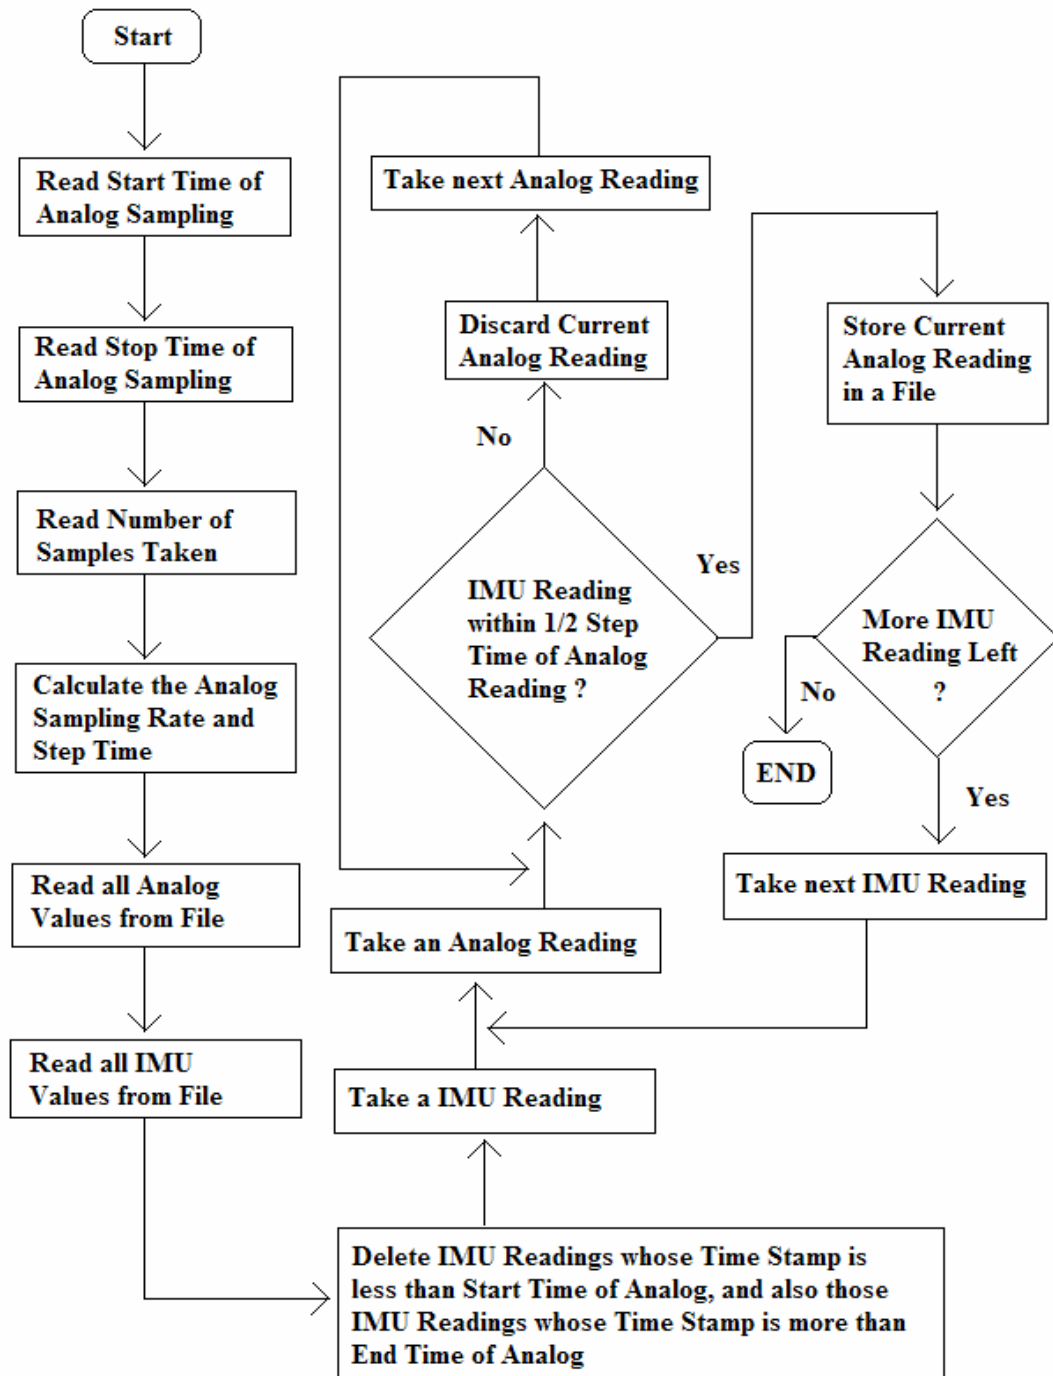 Start
Read Start Time of
Analog Sampling
Read Stop Time of
Analog Sampling
Read Number of
Samples Taken
Calculate the Analog
Sampling Rate and
Step Time
Read all Analog
Values from File
Read all IMU
Values from File
Delete IMU Readings whose Time Stamp is
less than Start Time of Analog, and also those
IMU Readings whose Time Stamp is more than
End Time of Analog
Take a IMU Reading
Take an Analog Reading
IMU Reading
within 1/2 Step
Time of Analog
Reading ?
No
Discard Current
Analog Reading
Take next Analog Reading
Yes
Store Current
Analog Reading
in a File
More IMU
Reading Left
?
No
END
Yes
Take next IMU Reading